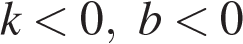 k < 0, b < 0